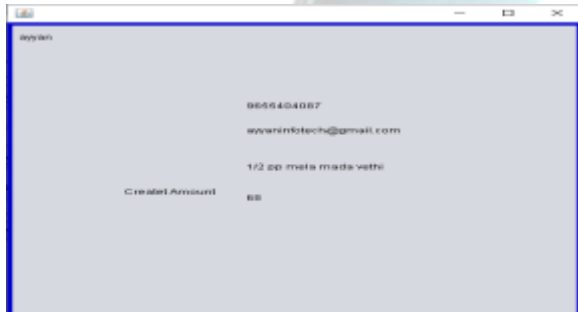 ayyan
9655404087
ayyaninfotech@gmail.com
1/2 pp mela mada vethi
Createt Amount 68